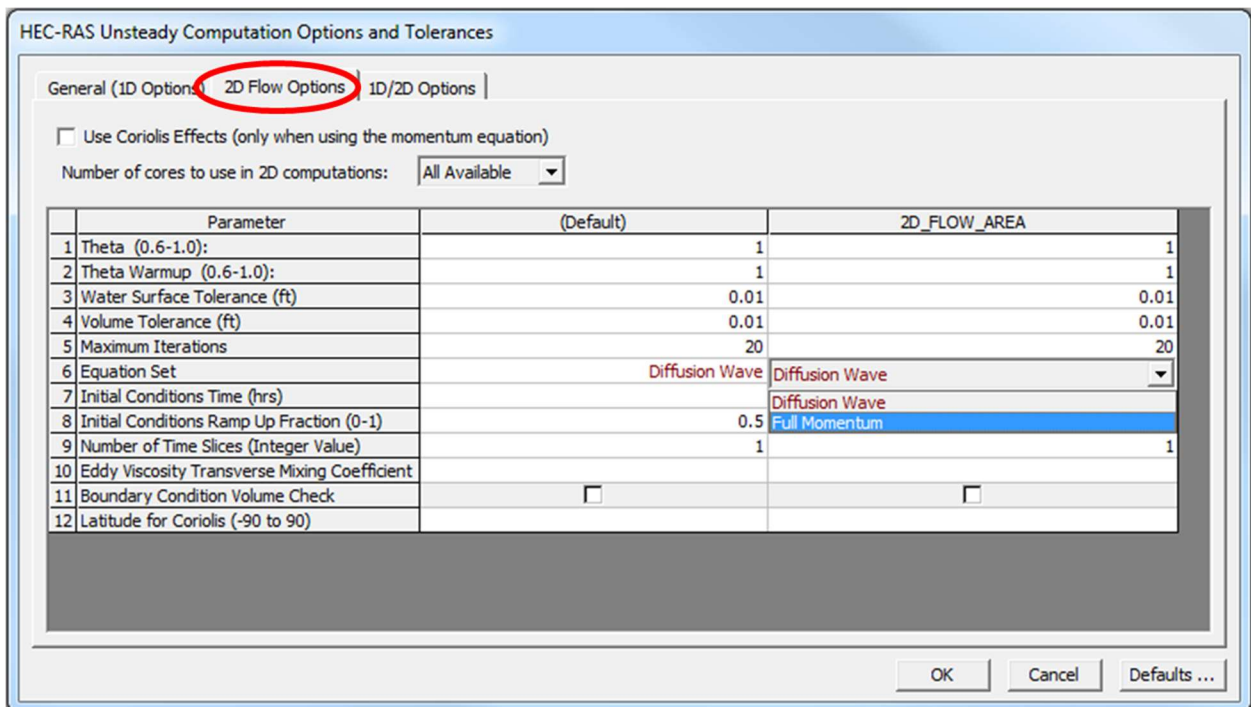 HEC-RAS Unsteady Computation Options and Tolerances
General (1D Options) 2D Flow Options 1D/2D Options
Use Coriolis Effects (only when using the momentum equation)
Number of cores to use in 2D computations: All Available
Parameter (Default) 2D_FLOW_AREA
1 Theta (0.6-1.0): 1 1
2 Theta Warmup (0.6-1.0): 1 1
3 Water Surface Tolerance (ft) 0.01 0.01
4 Volume Tolerance (ft) 0.01 0.01
5 Maximum Iterations 20 20
6 Equation Set Diffusion Wave Diffusion Wave
7 Initial Conditions Time (hrs) Diffusion Wave
8 Initial Conditions Ramp Up Fraction (0-1) 0.5 Full Momentum
9 Number of Time Slices (Integer Value) 1 1
10 Eddy Viscosity Transverse Mixing Coefficient
11 Boundary Condition Volume Check
12 Latitude for Coriolis (-90 to 90)
OK Cancel Defaults ...